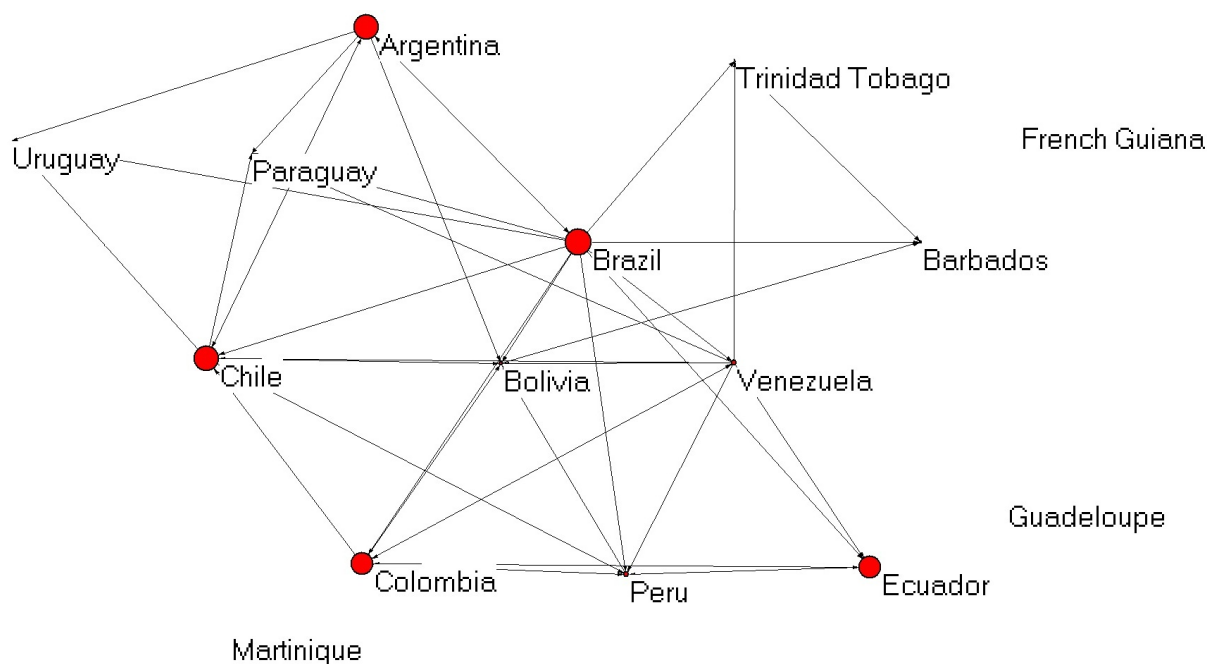 Argentina
Trinidad Tobago
French Guiana
Uruguay
Paraguay
Brazil
Barbados
Chile
Bolivia
Venezuela
Guadeloupe
Colombia
Peru
Ecuador
Martinique